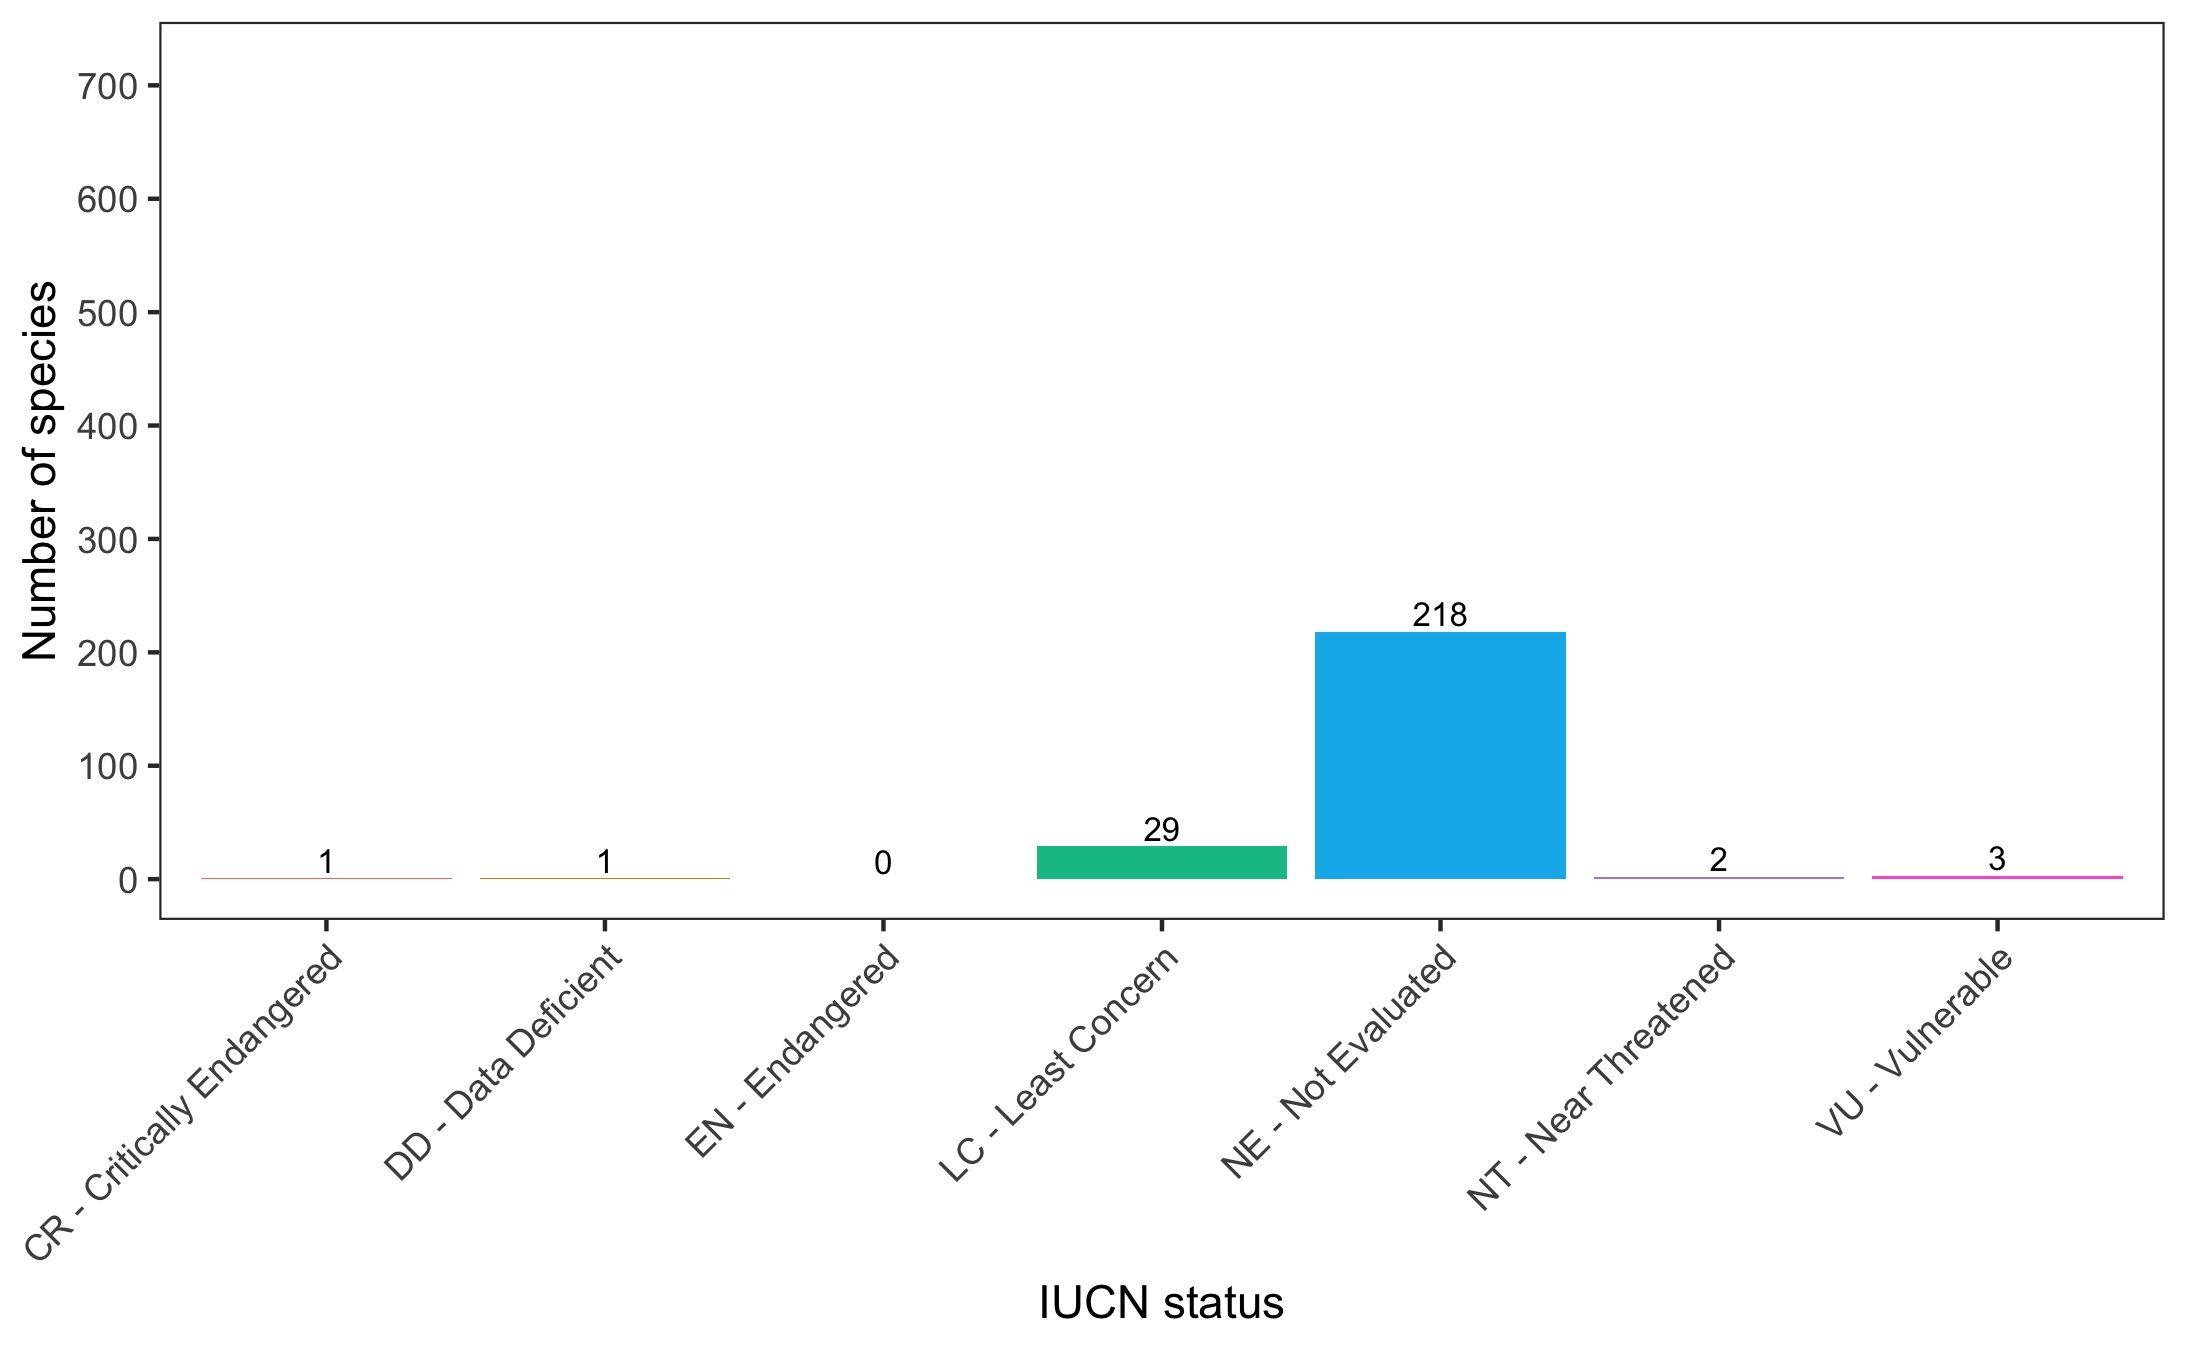 Number of species
700
600
500
400
300
200
100
0
1
1
0
29
218
2
3
CR - Critically Endangered
DD - Data Deficient
EN - Endangered
LC - Least Concern
NE - Not Evaluated
NT - Near Threatened
VU - Vulnerable
IUCN status